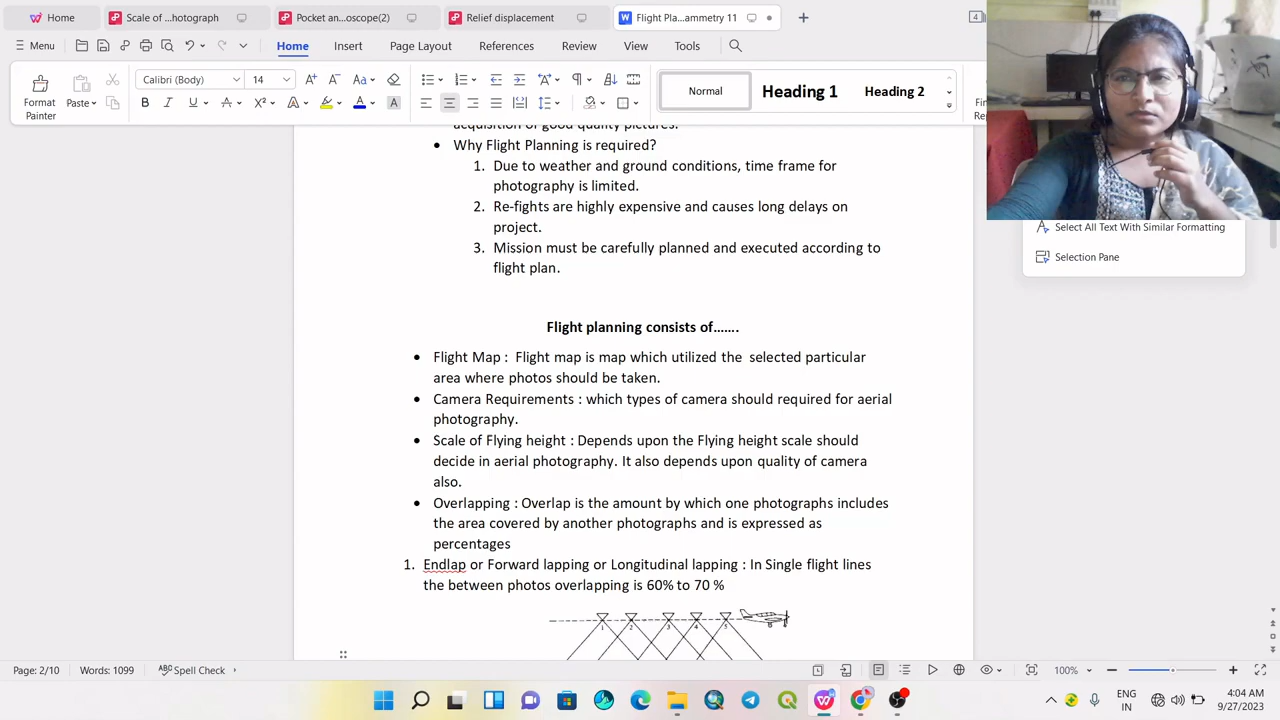 Scale of ...hotograph
Pocket an...oscope(2)
Relief displacement
Flight Pla...ammetry 11
4
Menu
Home
Insert
Page Layout
References
Review
View
Tools
Format
Painter
Paste
Calibri (Body)
14
Normal
Heading 1
Heading 2
Fin
Rep
Select All Text With Similar Formatting
Selection Pane
acquisition of good quality pictures.
• Why Flight Planning is required?
1. Due to weather and ground conditions, time frame for
photography is limited.
2. Re-fights are highly expensive and causes long delays on
project.
3. Mission must be carefully planned and executed according to
flight plan.
Flight planning consists of…….
• Flight Map : Flight map is map which utilized the selected particular
area where photos should be taken.
• Camera Requirements : which types of camera should required for aerial
photography.
• Scale of Flying height : Depends upon the Flying height scale should
decide in aerial photography. It also depends upon quality of camera
also.
• Overlapping : Overlap is the amount by which one photographs includes
the area covered by another photographs and is expressed as
percentages
1. Endlap or Forward lapping or Longitudinal lapping : In Single flight lines
the between photos overlapping is 60% to 70 %
1 2 3 4 5
Page: 2/10
Words: 1099
Spell Check
100%
ENG
IN
4:04 AM
9/27/2023